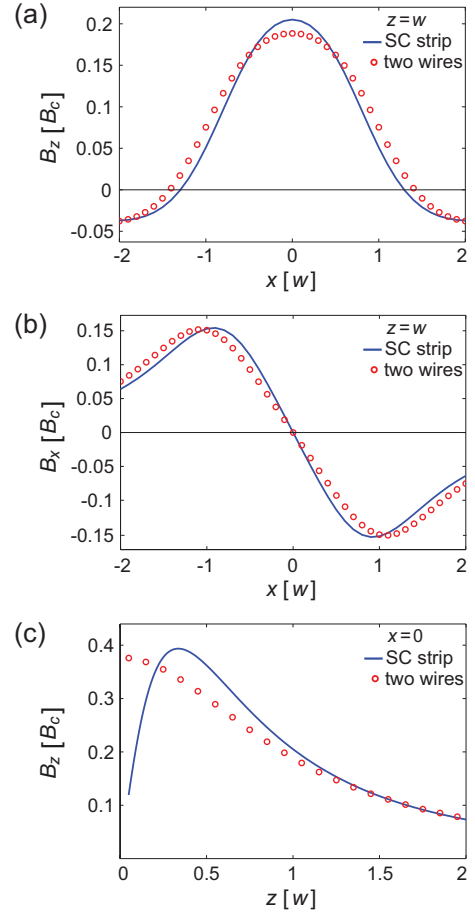 (a)
B_z [B_c]
0.2
0.15
0.1
0.05
0
-0.05
z=w
SC strip
two wires
-2
-1
0
1
2
x [w]
(b)
B_x [B_c]
0.15
0.1
0.05
0
-0.05
-0.1
-0.15
z=w
SC strip
two wires
-2
-1
0
1
2
x [w]
(c)
B_z [B_c]
0.4
0.3
0.2
0.1
x=0
SC strip
two wires
0
0.5
1
1.5
2
z [w]